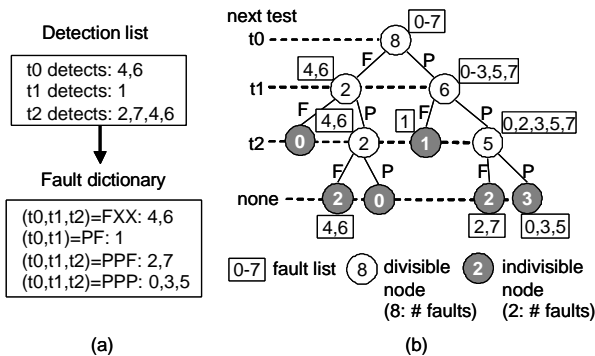 Detection list
t0 detects: 4,6
t1 detects: 1
t2 detects: 2,7,4,6
Fault dictionary
(t0,t1,t2)=FXX: 4,6
(t0,t1)=PF: 1
(t0,t1,t2)=PPF: 2,7
(t0,t1,t2)=PPP: 0,3,5
(a)
next test
0-7
t0
8
F P
4,6
0-3,5,7
t1
2
6
F P F P
4,6
1
0,2,3,5,7
t2
0
2
1
5
F P F P
none
2
0
2
3
4,6
2,7
0,3,5
0-7 fault list
8 divisible node (8: # faults)
2 indivisible node (2: # faults)
(b)